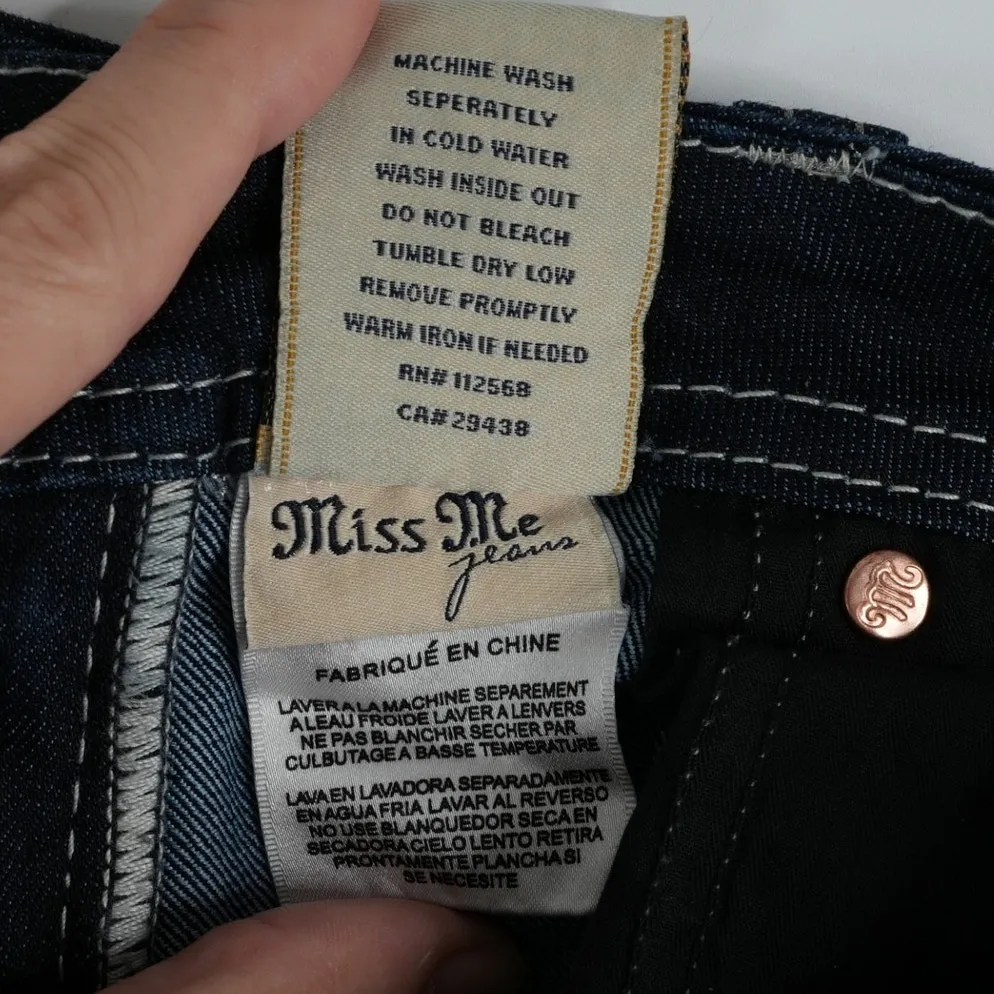 MACHINE WASH
SEPERATELY
IN COLD WATER
WASH INSIDE OUT
DO NOT BLEACH
TUMBLE DRY LOW
REMOVE PROMPTLY
WARM IRON IF NEEDED
RN# 112568
CA# 29438
Miss Me
jeans
FABRIQUÉ EN CHINE
LAVER A LA MACHINE SEPAREMENT
A LEAU FROIDE LAVER A LENVERS
NE PAS BLANCHIR SECHER PAR
CULBUTAGE A BASSE TEMPERATURE
LAVA EN LAVADORA SEPARADAMENTE
EN AGUA FRIA LAVAR AL REVERSO
NO USE BLANQUEDOR SECA EN
SECADORA CIELO LENTO RETIRA
PRONTAMENTE PLANCHA SI
SE NECESITE
M